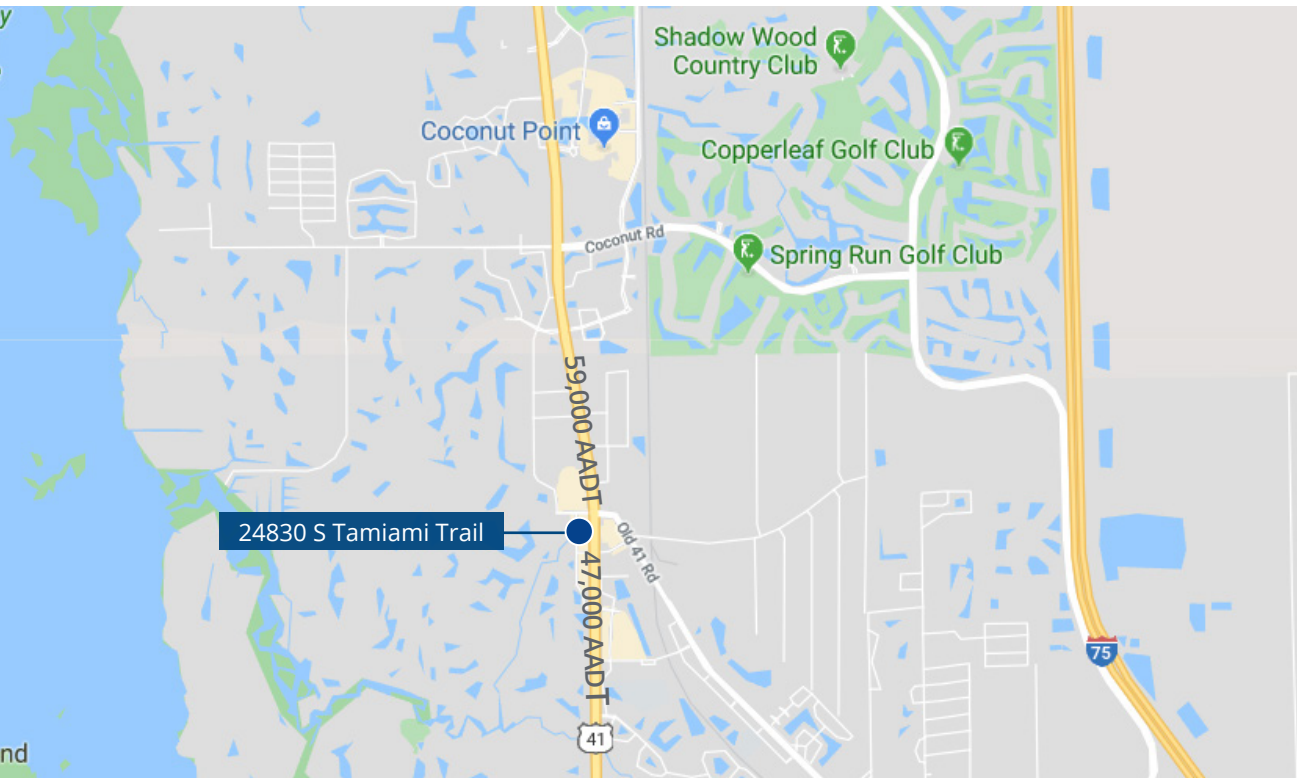 y
Shadow Wood
Country Club
Coconut Point
Copperleaf Golf Club
Coconut Rd
Spring Run Golf Club
59,000 AADT
24830 S Tamiami Trail
Old 41 Rd
47,000 AADT
75
41
nd